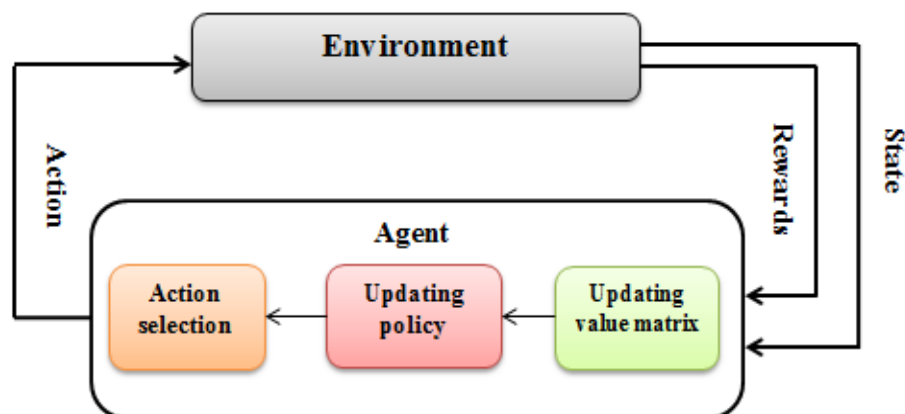 Environment
Action
Rewards
State
Agent
Action
selection
Updating
policy
Updating
value matrix